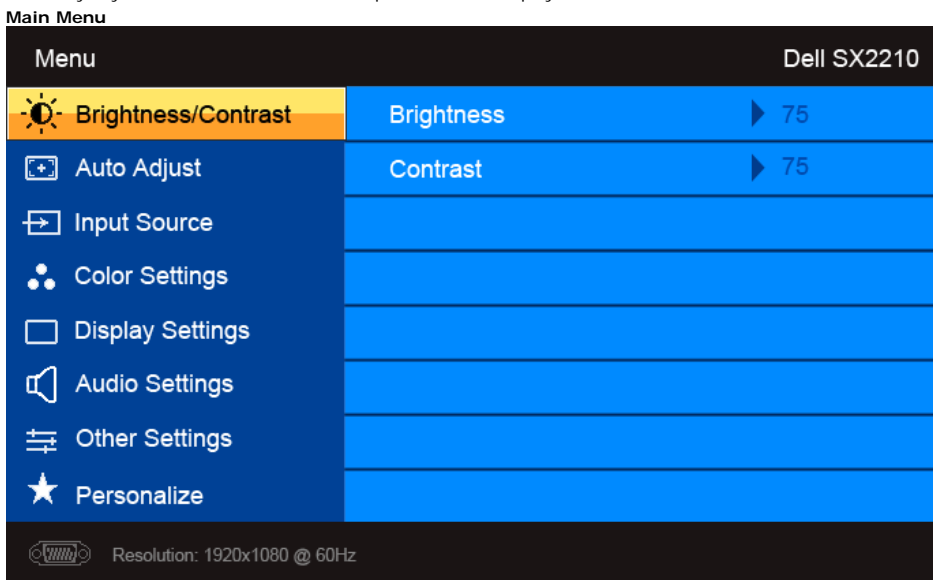 Main Menu
Menu Dell SX2210
Brightness/Contrast Brightness 75
Auto Adjust Contrast 75
Input Source
Color Settings
Display Settings
Audio Settings
Other Settings
Personalize
Resolution: 1920x1080 @ 60Hz